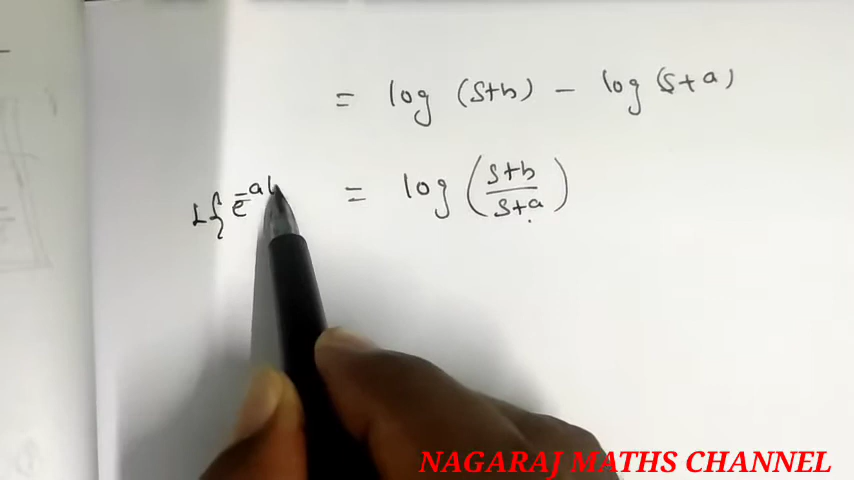 = log (S+b) - log (S+a)
L{ e^-at = log (S+b/S+a)
NAGARAJ MATHS CHANNEL